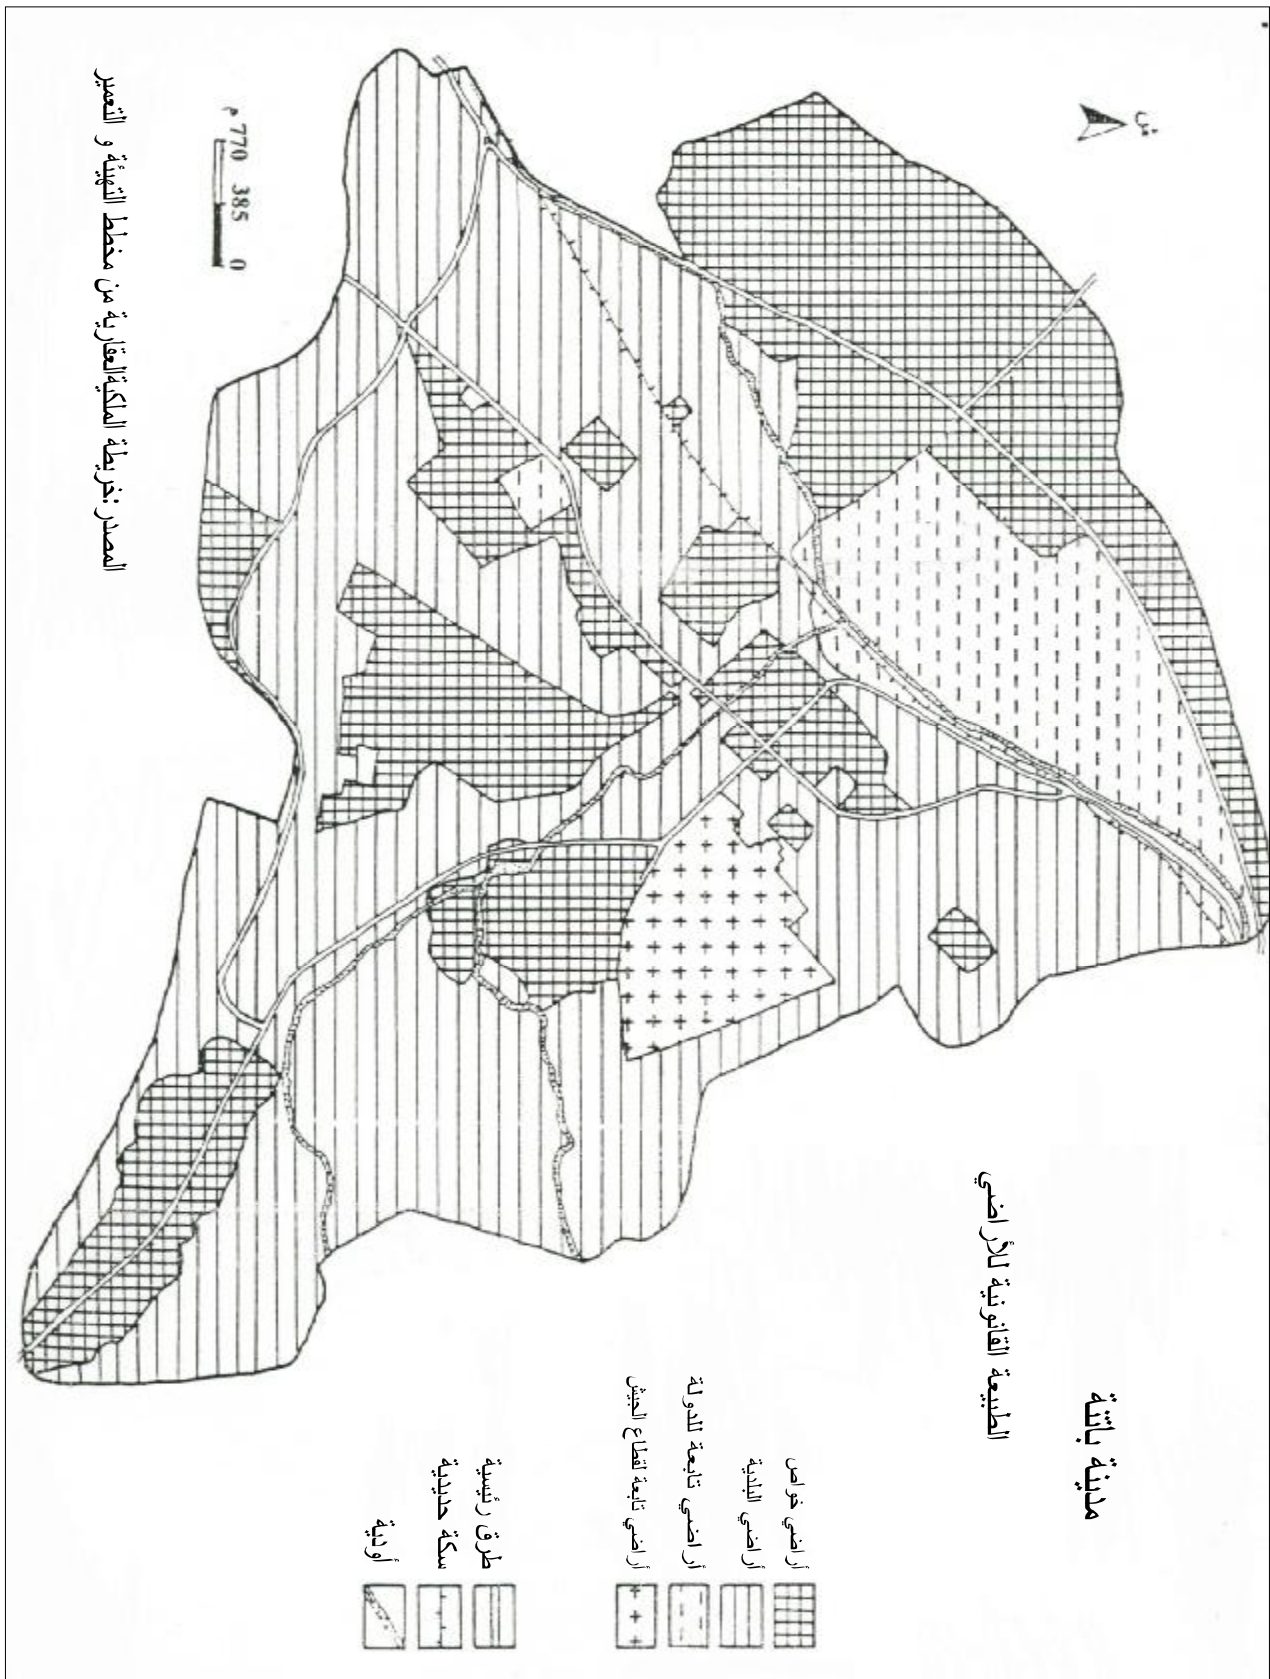 مدينة باتنة
الطبيعة القانونية للأراضي
أراضي خواص
أراضي البلدية
أراضي تابعة للدولة
أراضي تابعة لقطاع الجيش
طرق رئيسية
سكة حديدية
أودية
ش
0 385 770 م
المصدر :خريطة الملكية العقارية من مخطط التهيئة و التعمير